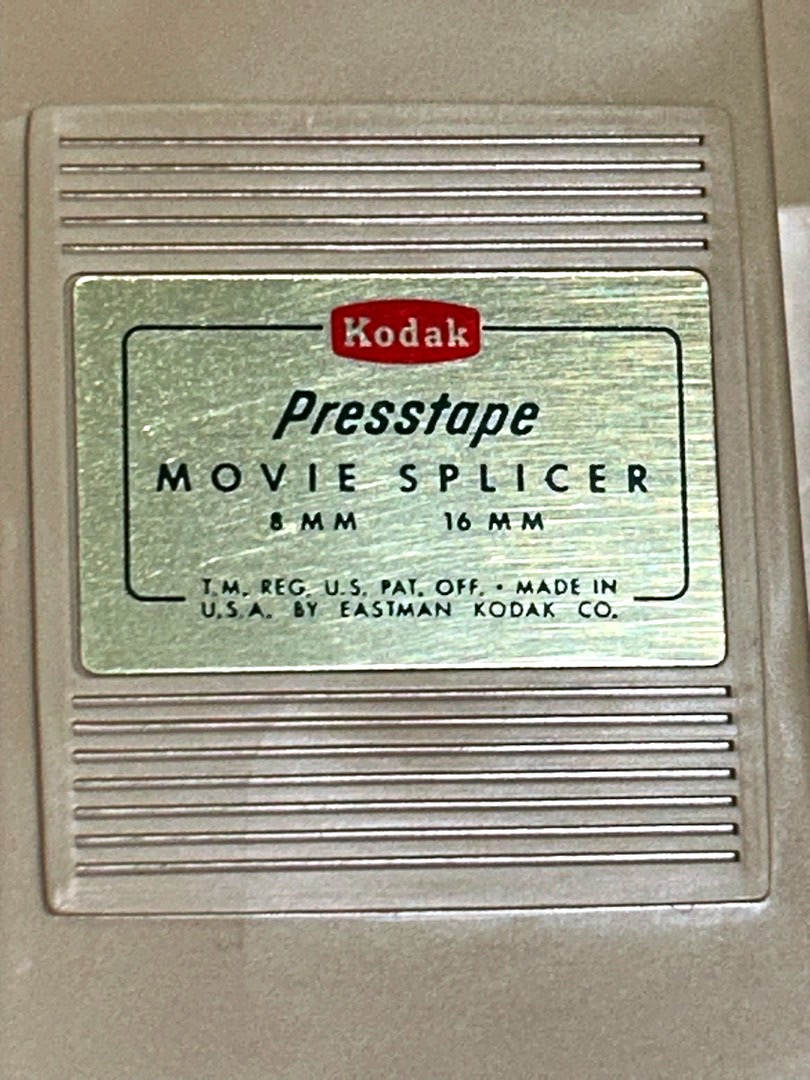 Kodak
Presstape
MOVIE SPLICER
8 MM 16 MM
T.M. REG. U.S. PAT. OFF. • MADE IN
U.S.A. BY EASTMAN KODAK CO.